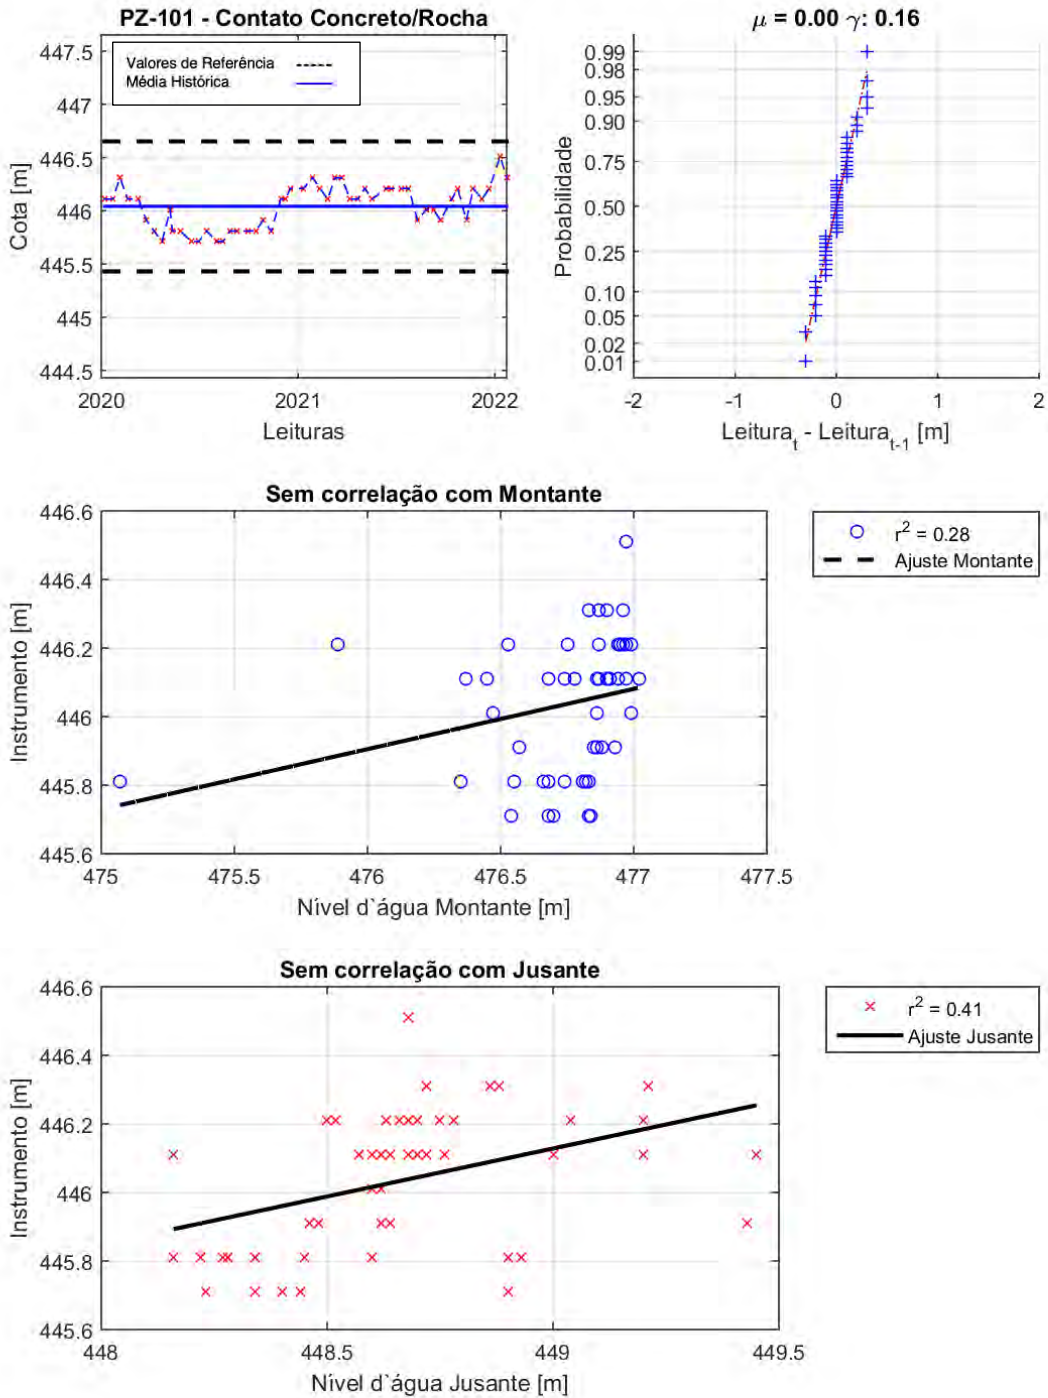 PZ-101 - Contato Concreto/Rocha
447.5
447
446.5
446
445.5
445
444.5
Cota [m]
Valores de Referência
Média Histórica
2020
2021
2022
Leituras
μ = 0.00 γ: 0.16
0.99
0.98
0.95
0.90
0.75
0.50
0.25
0.10
0.05
0.02
0.01
Probabilidade
-2
-1
0
1
2
Leitura_t - Leitura_t-1 [m]
Sem correlação com Montante
446.6
446.4
446.2
446
445.8
445.6
Instrumento [m]
475
475.5
476
476.5
477
477.5
Nível d`água Montante [m]
r² = 0.28
Ajuste Montante
Sem correlação com Jusante
446.6
446.4
446.2
446
445.8
445.6
Instrumento [m]
448
448.5
449
449.5
Nível d`água Jusante [m]
r² = 0.41
Ajuste Jusante